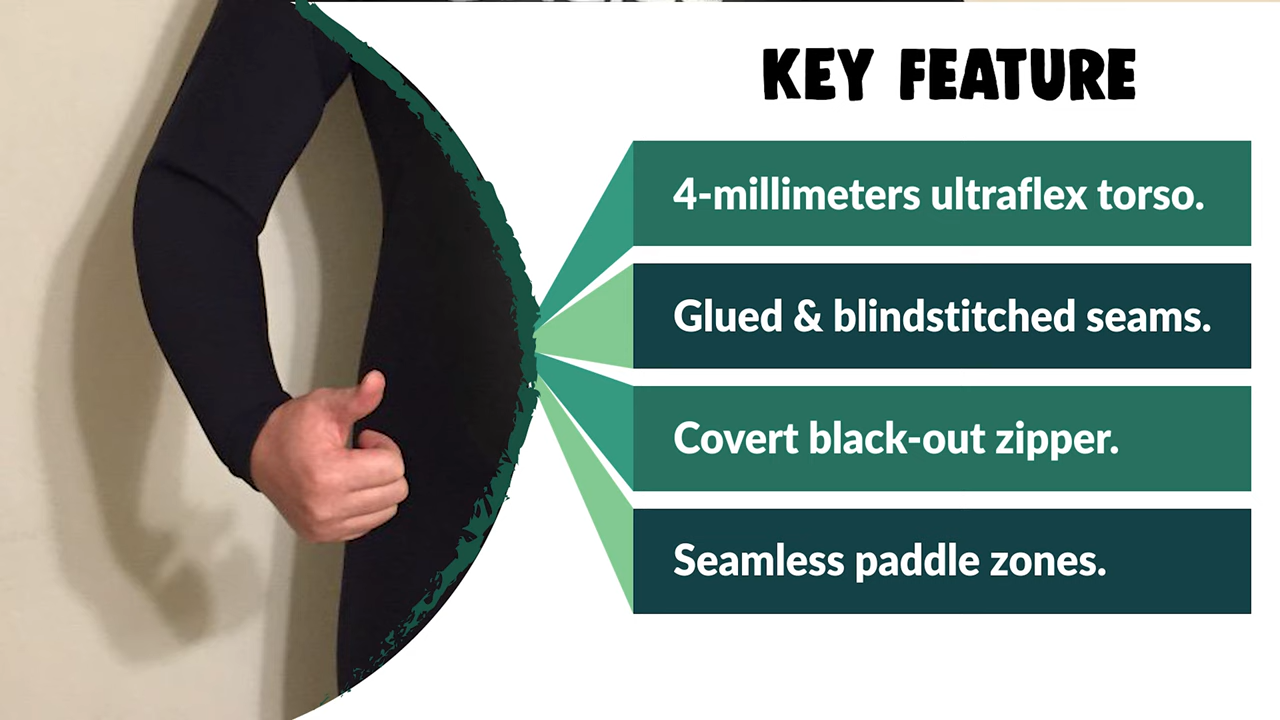 KEY FEATURE
4-millimeters ultraflex torso.
Glued & blindstitched seams.
Covert black-out zipper.
Seamless paddle zones.